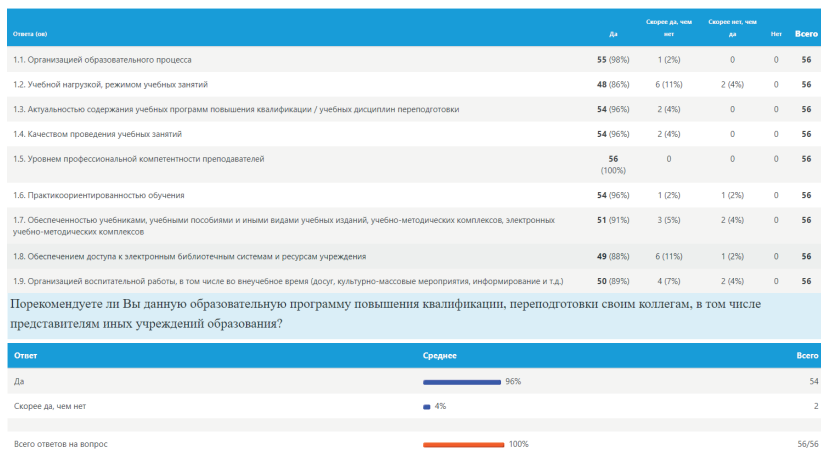 Ответа (ов) Да Скорее да, чем нет Скорее нет, чем да Нет Всего
1.1. Организацией образовательного процесса 55 (98%) 1 (2%) 0 0 56
1.2. Учебной нагрузкой, режимом учебных занятий 48 (86%) 6 (11%) 2 (4%) 0 56
1.3. Актуальностью содержания учебных программ повышения квалификации / учебных дисциплин переподготовки 54 (96%) 2 (4%) 0 0 56
1.4. Качеством проведения учебных занятий 54 (96%) 2 (4%) 0 0 56
1.5. Уровнем профессиональной компетентности преподавателей 56 (100%) 0 0 0 56
1.6. Практикоориентированностью обучения 54 (96%) 1 (2%) 1 (2%) 0 56
1.7. Обеспеченностью учебниками, учебными пособиями и иными видами учебных изданий, учебно-методических комплексов, электронных 51 (91%) 3 (5%) 2 (4%) 0 56
учебно-методических комплексов
1.8. Обеспечением доступа к электронным библиотечным системам и ресурсам учреждения 49 (88%) 6 (11%) 1 (2%) 0 56
1.9. Организацией воспитательной работы, в том числе во внеучебное время (досуг, культурно-массовые мероприятия, информирование и т.д.) 50 (89%) 4 (7%) 2 (4%) 0 56
Порекомендуете ли Вы данную образовательную программу повышения квалификации, переподготовки своим коллегам, в том числе
представителям иных учреждений образования?
Ответ Среднее Всего
Да 96% 54
Скорее да, чем нет 4% 2
Всего ответов на вопрос 100% 56/56